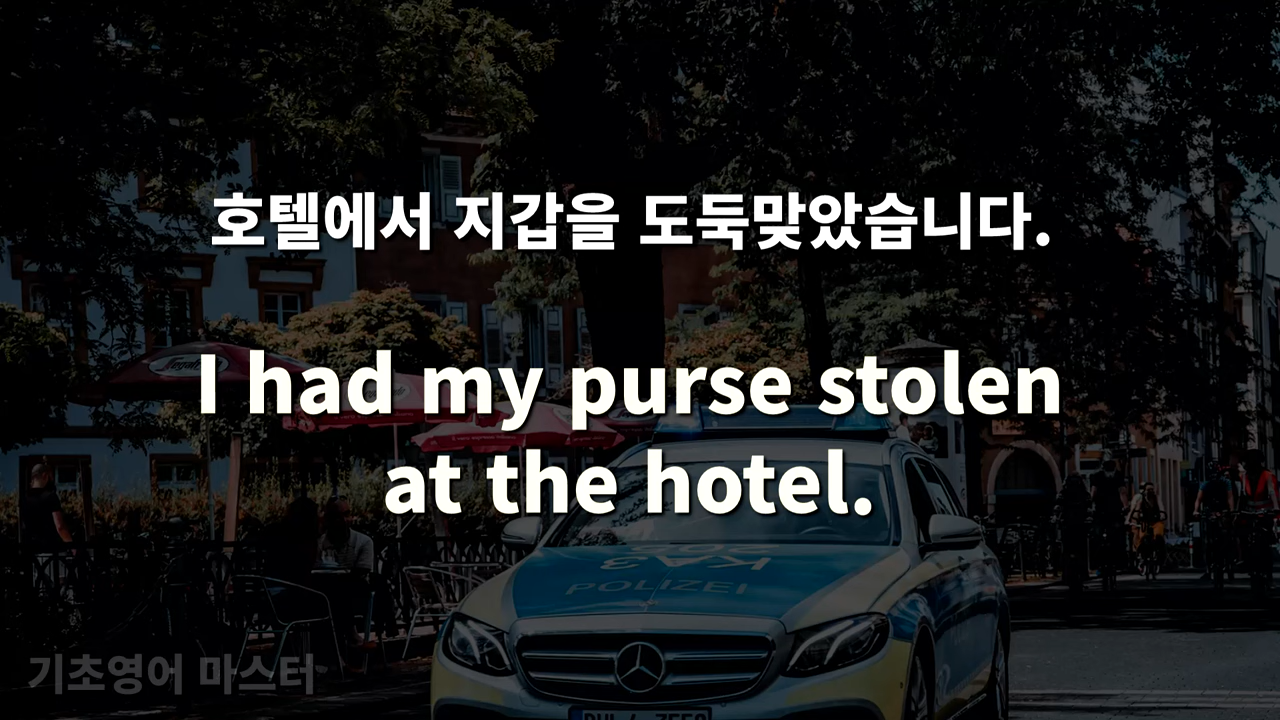 호텔에서 지갑을 도둑맞았습니다.
I had my purse stolen
at the hotel.
KA3
POLIZEI
기초영어 마스터